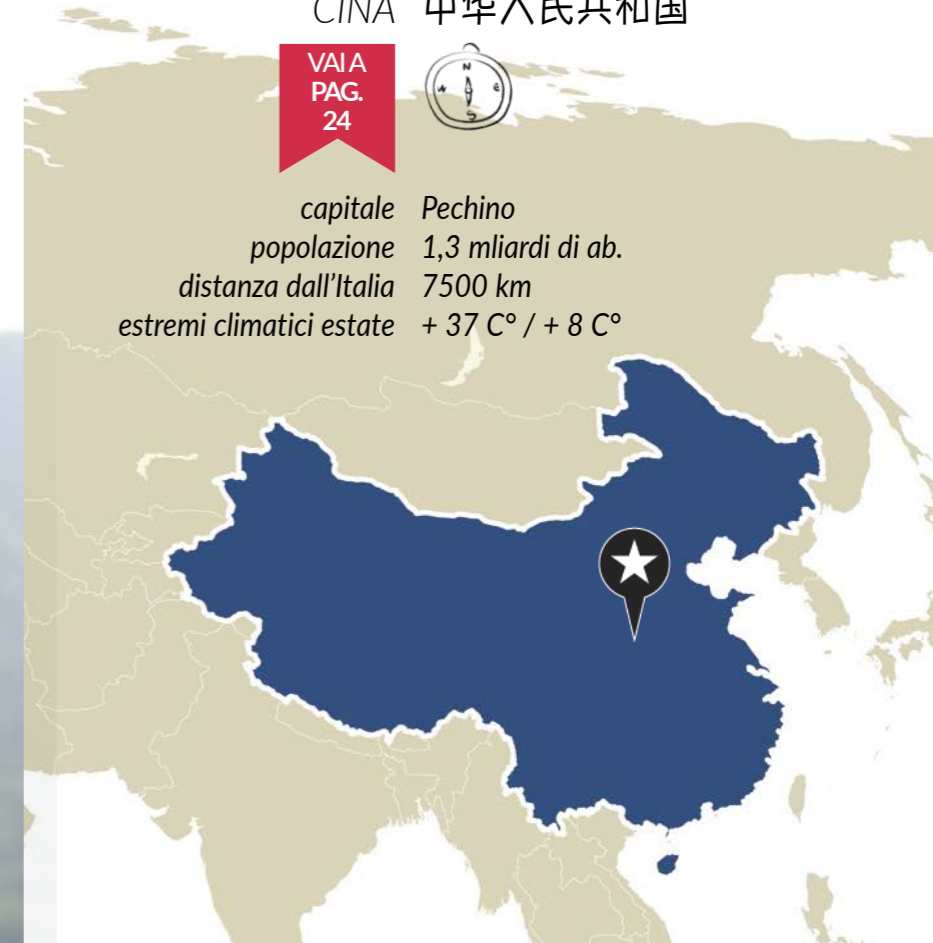 CINA 中华人民共和国
VAI A
PAG.
24
N
W E
S
capitale Pechino
popolazione 1,3 mliardi di ab.
distanza dall'Italia 7500 km
estremi climatici estate + 37 C° / + 8 C°